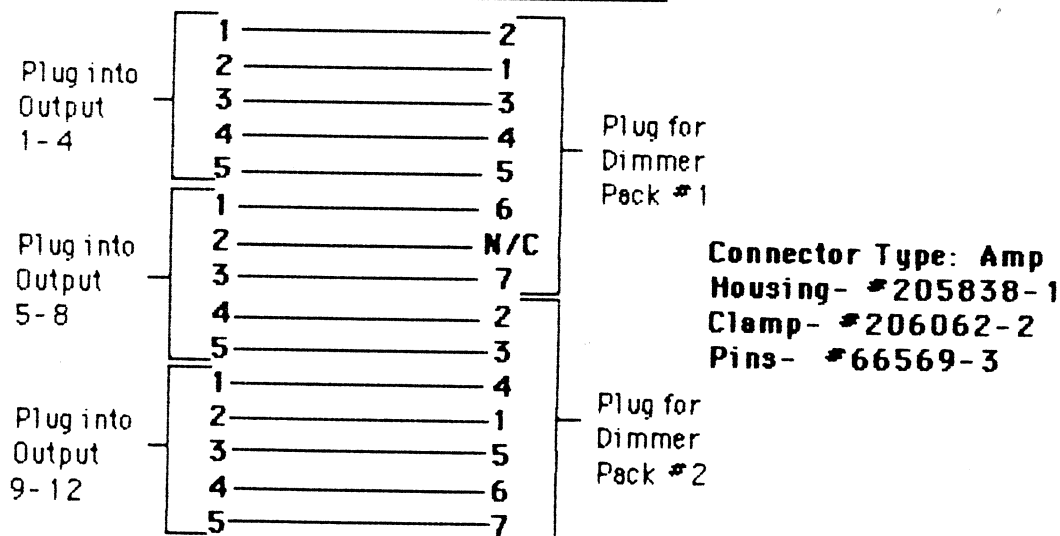 1 2
2 1
3 3
4 4
5 5
Plug into
Output
1-4
Plug for
Dimmer
Pack #1
1 6
2 N/C
3 7
4 2
5 3
Plug into
Output
5-8
Connector Type: Amp
Housing- #205838-1
Clamp- #206062-2
Pins- #66569-3
1 4
2 1
3 5
4 6
5 7
Plug into
Output
9-12
Plug for
Dimmer
Pack #2